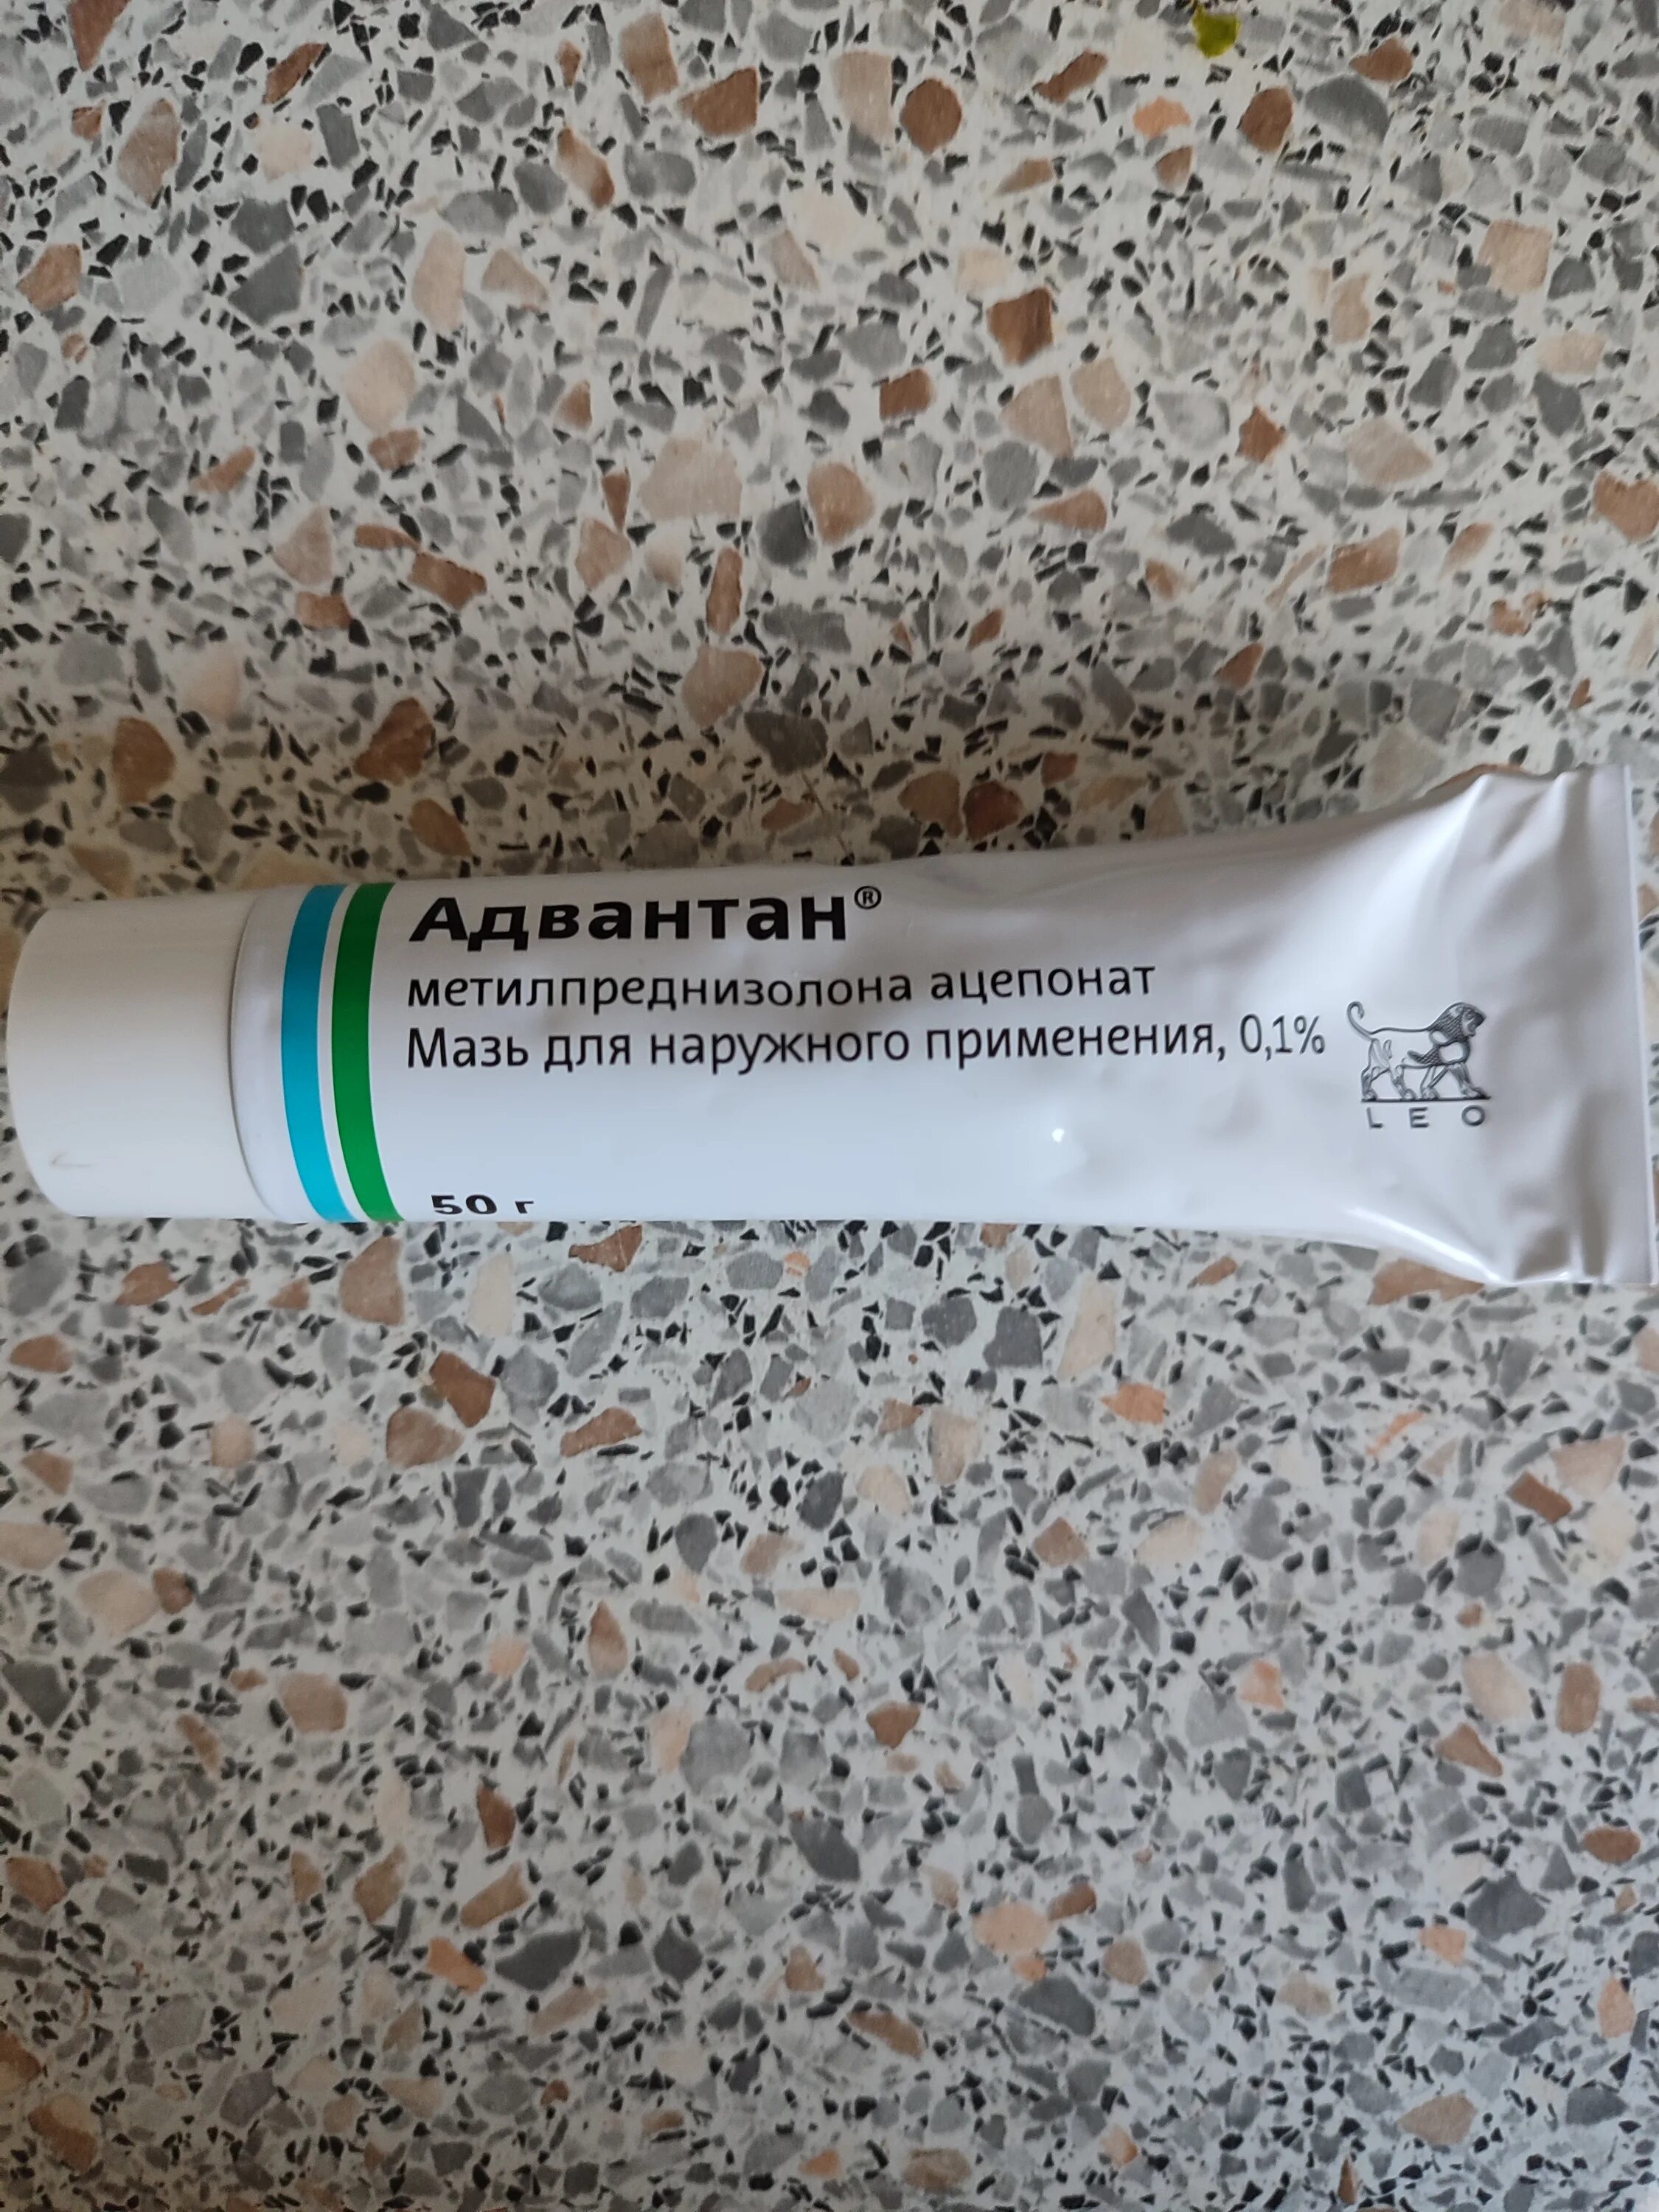 Адвантан®
метилпреднизолона ацепонат
Мазь для наружного применения, 0,1%
LEO
50 г